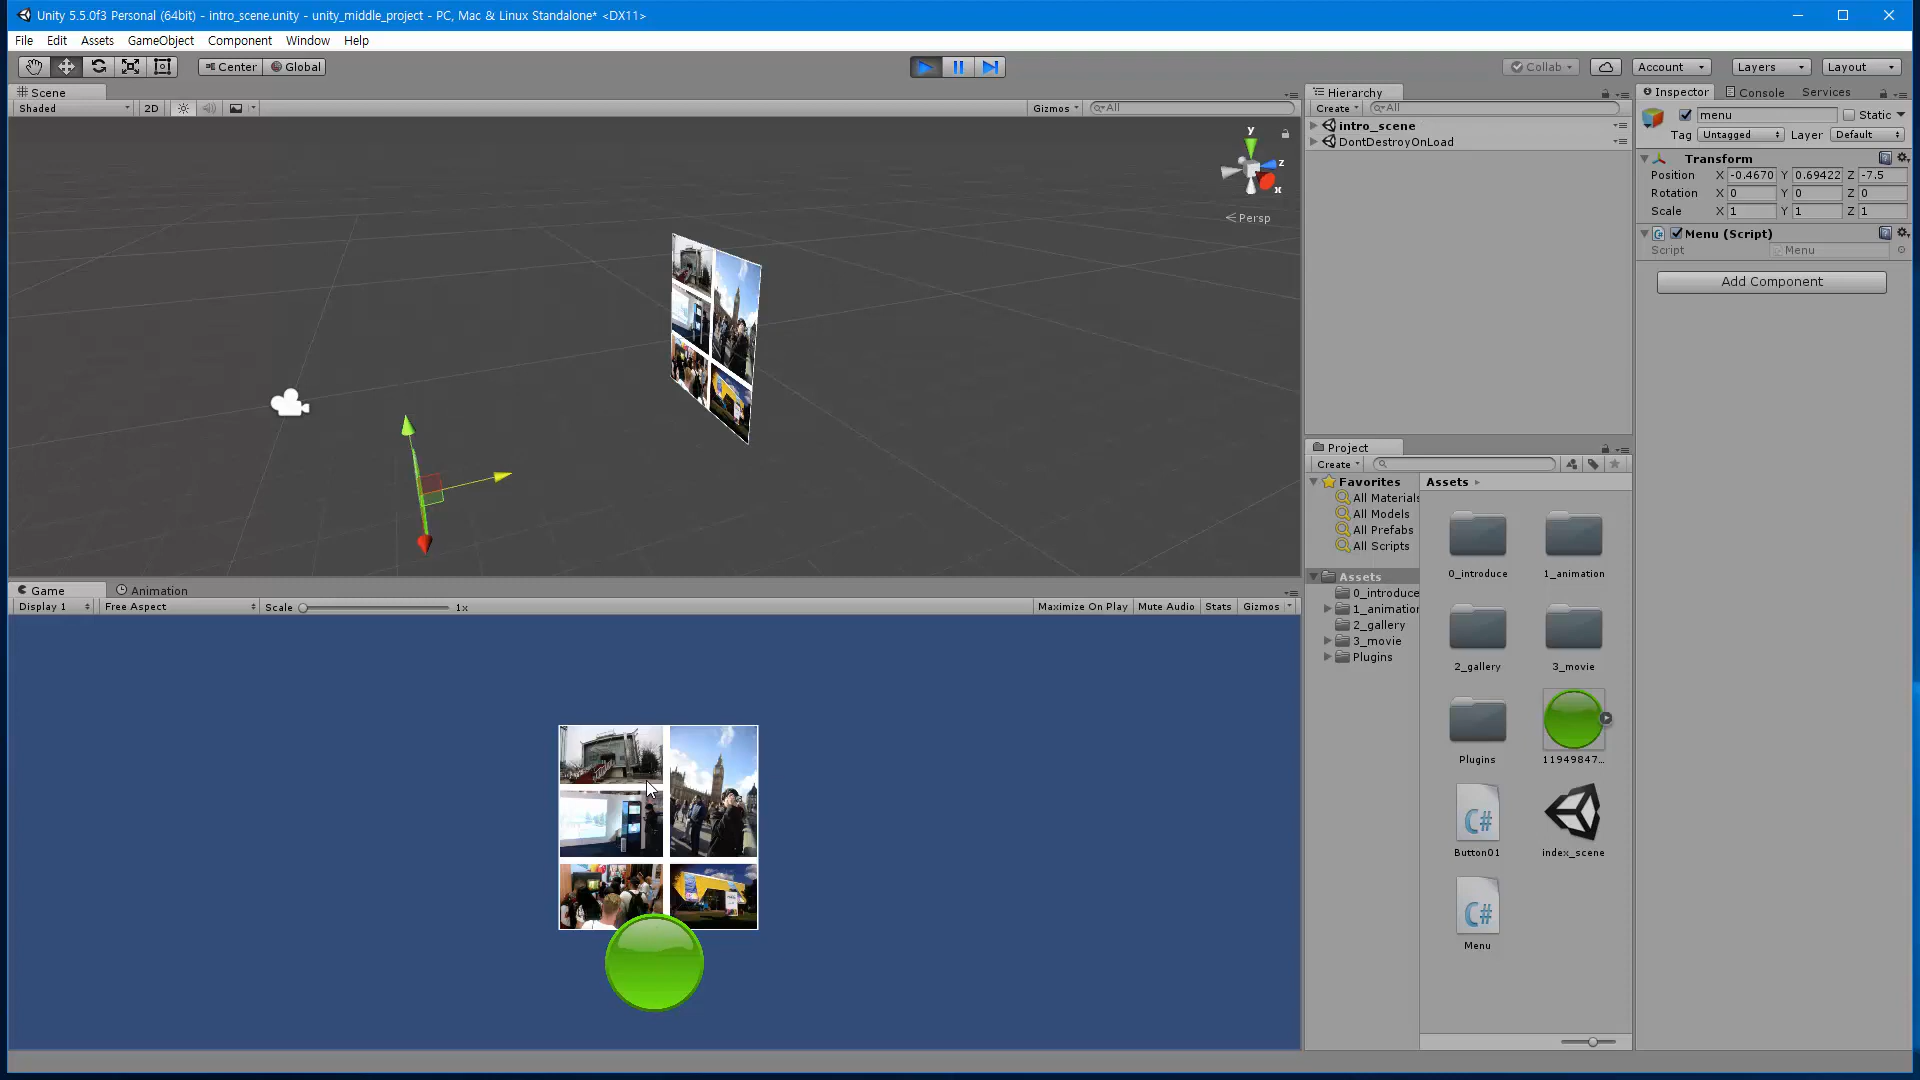 Unity 5.5.0f3 Personal (64bit) - intro_scene.unity - unity_middle_project - PC, Mac & Linux Standalone* <DX11>
File Edit Assets GameObject Component Window Help
Center Global Collab Account Layers Layout
Scene
Shaded 2D Gizmos All
y
z
x
Persp
Game Animation
Display 1 Free Aspect Scale 1x Maximize On Play Mute Audio Stats Gizmos
Hierarchy
Create All
intro_scene
DontDestroyOnLoad
Project
Create
Favorites
All Materials
All Models
All Prefabs
All Scripts
Assets
0_introduce
1_animation
2_gallery
3_movie
Plugins
Assets
0_introduce 1_animation
2_gallery 3_movie
Plugins 11949847...
C#
Button01 index_scene
C#
Menu
Inspector Console Services
menu Static
Tag Untagged Layer Default
Transform
Position X -0.4670 Y 0.69422 Z -7.5
Rotation X 0 Y 0 Z 0
Scale X 1 Y 1 Z 1
Menu (Script)
Script Menu
Add Component